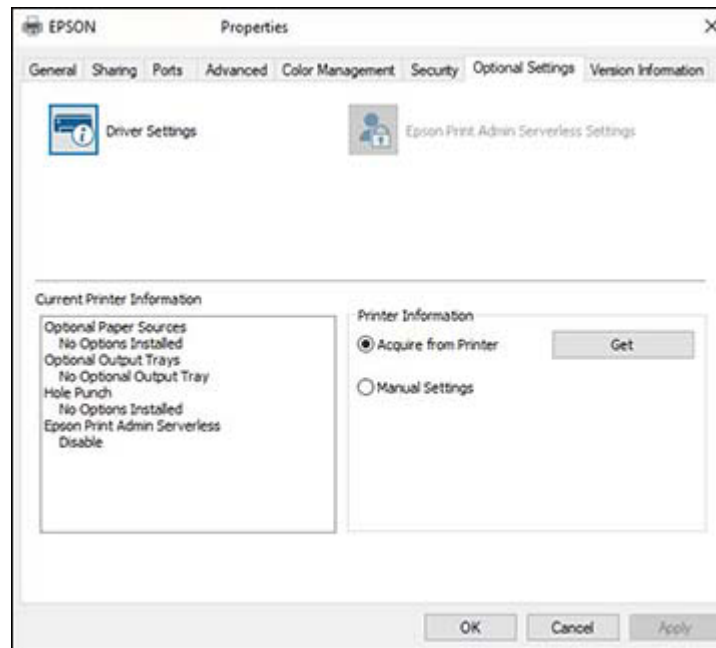 EPSON Properties
General Sharing Ports Advanced Color Management Security Optional Settings Version Information
Driver Settings Epson Print Admin Serverless Settings
Current Printer Information
Optional Paper Sources
No Options Installed
Optional Output Trays
No Optional Output Tray
Hole Punch
No Options Installed
Epson Print Admin Serverless
Disable
Printer Information
Acquire from Printer Get
Manual Settings
OK Cancel Apply